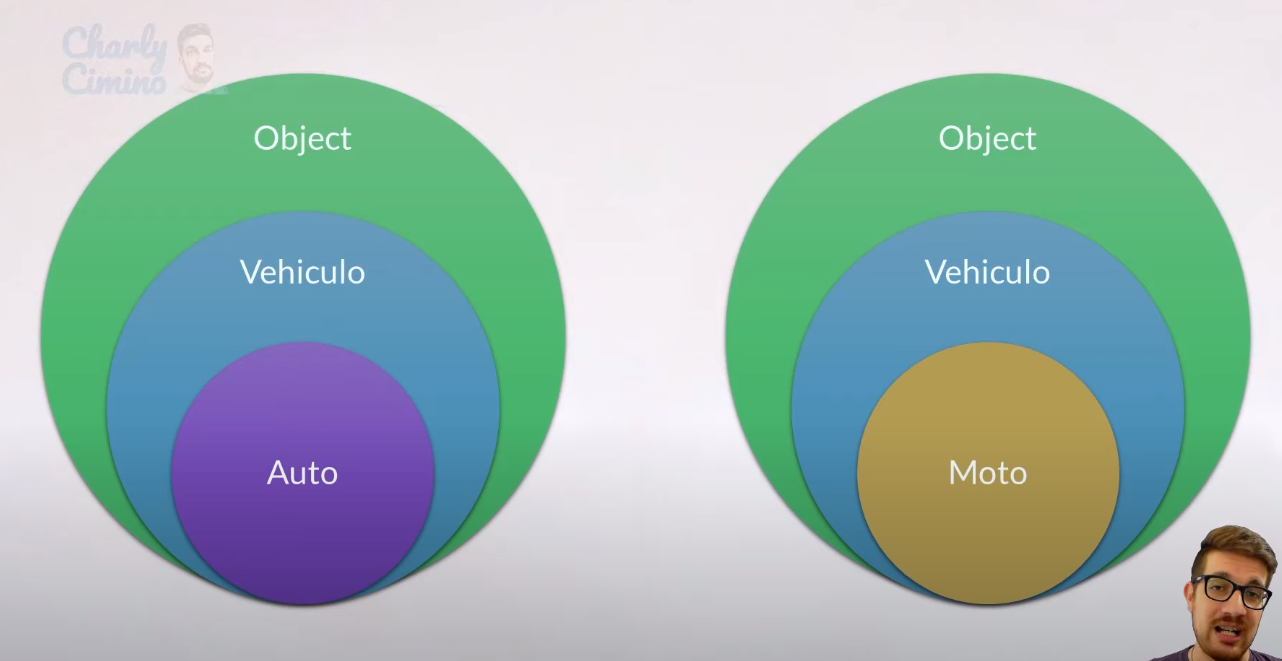 Charly
Cimino
Object
Vehiculo
Auto
Object
Vehiculo
Moto